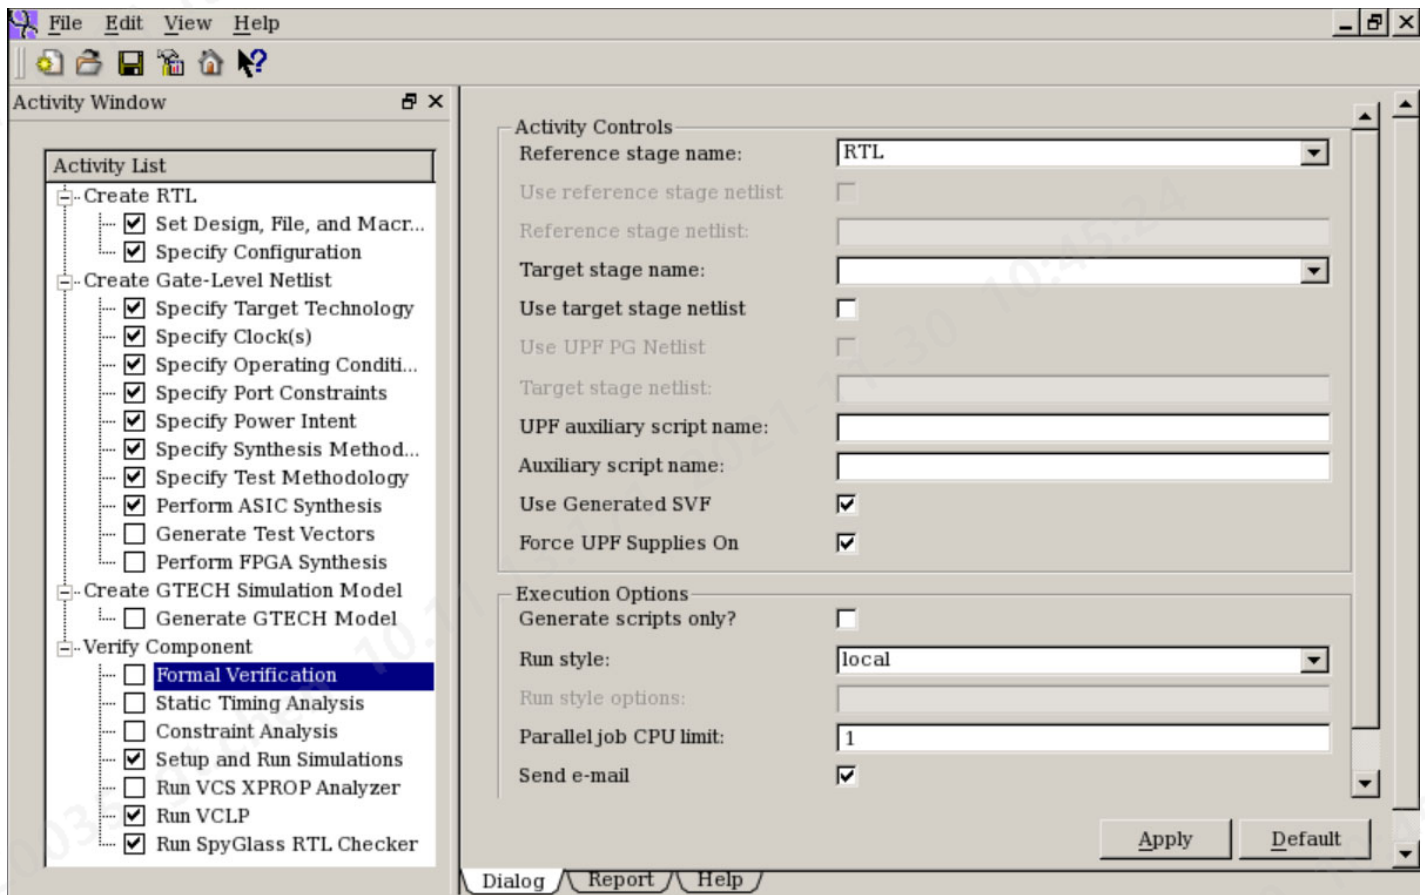 File Edit View Help
Activity Window
Activity List
Create RTL
Set Design, File, and Macr...
Specify Configuration
Create Gate-Level Netlist
Specify Target Technology
Specify Clock(s)
Specify Operating Conditi...
Specify Port Constraints
Specify Power Intent
Specify Synthesis Method...
Specify Test Methodology
Perform ASIC Synthesis
Generate Test Vectors
Perform FPGA Synthesis
Create GTECH Simulation Model
Generate GTECH Model
Verify Component
Formal Verification
Static Timing Analysis
Constraint Analysis
Setup and Run Simulations
Run VCS XPROP Analyzer
Run VCLP
Run SpyGlass RTL Checker
Activity Controls
Reference stage name: RTL
Use reference stage netlist
Reference stage netlist:
Target stage name:
Use target stage netlist
Use UPF PG Netlist
Target stage netlist:
UPF auxiliary script name:
Auxiliary script name:
Use Generated SVF
Force UPF Supplies On
Execution Options
Generate scripts only?
Run style: local
Run style options:
Parallel job CPU limit: 1
Send e-mail
Apply Default
Dialog Report Help
2021-11-30 10:45:24